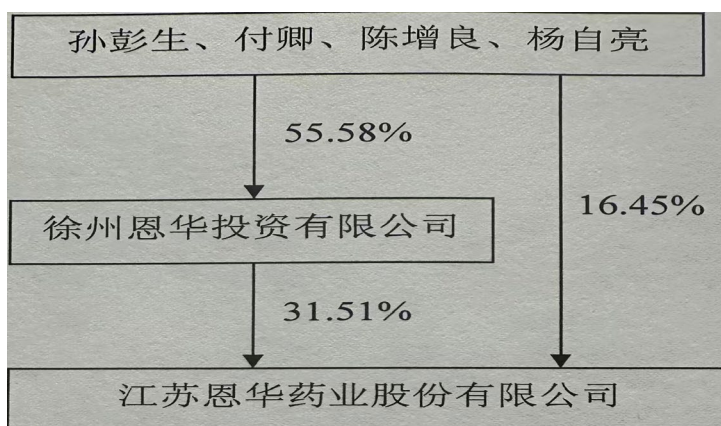 孙彭生、付卿、陈增良、杨自亮
55.58%
徐州恩华投资有限公司
16.45%
31.51%
江苏恩华药业股份有限公司